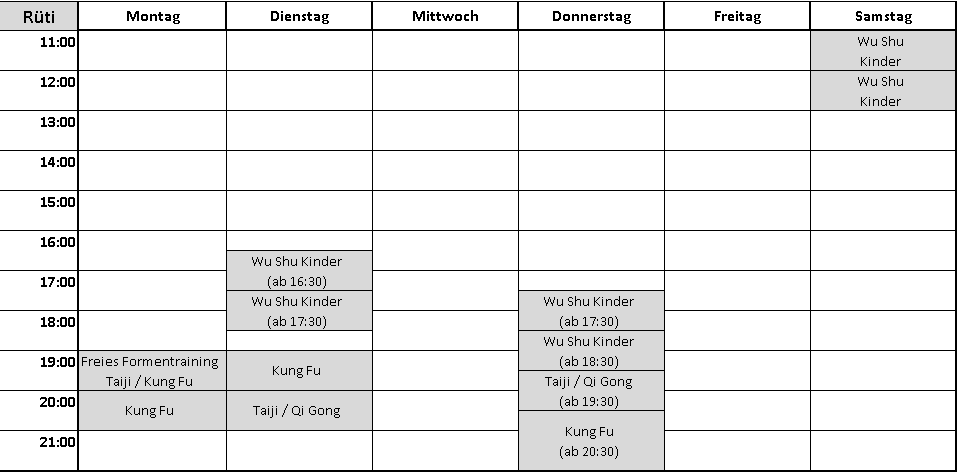 Rüti Montag Dienstag Mittwoch Donnerstag Freitag Samstag
11:00 Wu Shu
Kinder
12:00 Wu Shu
Kinder
13:00
14:00
15:00
16:00
Wu Shu Kinder
17:00 (ab 16:30)
Wu Shu Kinder Wu Shu Kinder
18:00 (ab 17:30) (ab 17:30)
Wu Shu Kinder
19:00 Freies Formentraining Kung Fu (ab 18:30)
Taiji / Kung Fu Taiji / Qi Gong
20:00 Kung Fu Taiji / Qi Gong (ab 19:30)
21:00 Kung Fu
(ab 20:30)